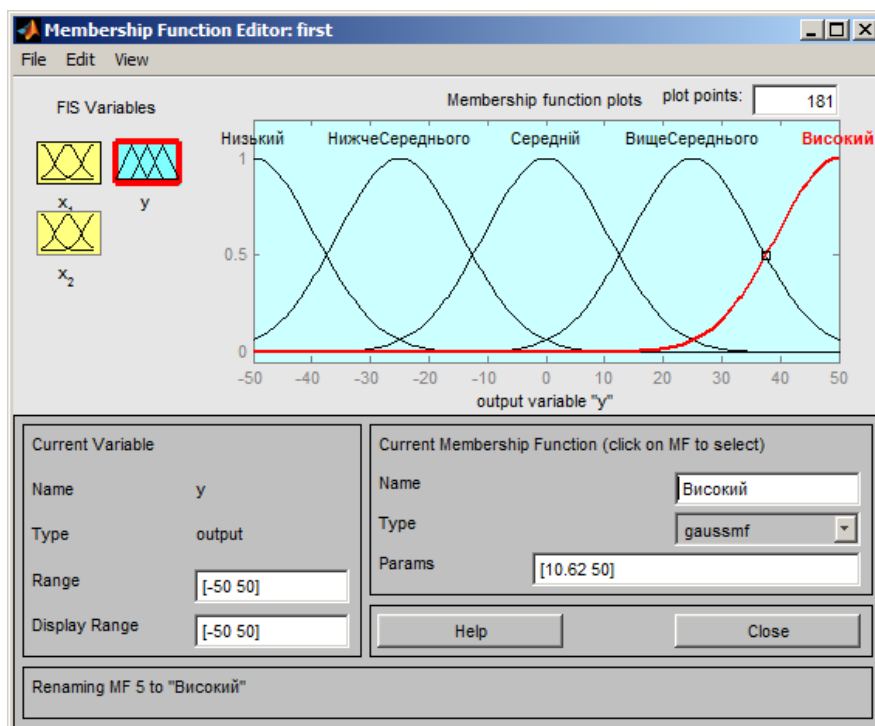 Membership Function Editor: first
File Edit View
FIS Variables
Membership function plots plot points: 181
x_1
y
x_2
Низький НижчеСереднього Середній ВищеСереднього Високий
1
0.5
0
-50 -40 -30 -20 -10 0 10 20 30 40 50
output variable "y"
Current Variable
Name y
Type output
Range [-50 50]
Display Range [-50 50]
Current Membership Function (click on MF to select)
Name Високий
Type gaussmf
Params [10.62 50]
Help Close
Renaming MF 5 to "Високий"